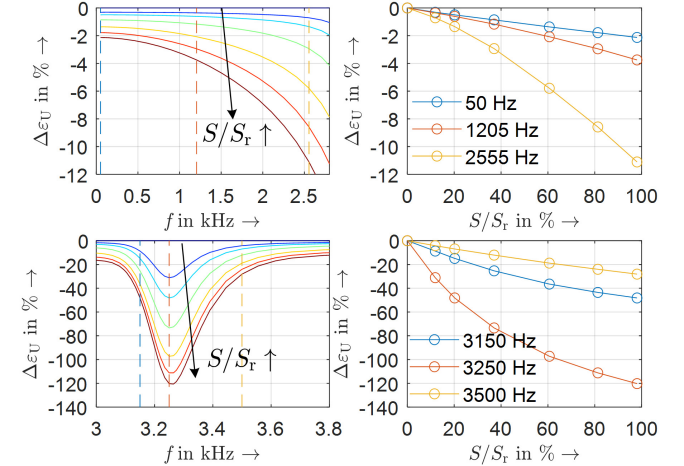 0
-2
-4
-6
-8
-10
-12
Δε_U in % →
0 0.5 1 1.5 2 2.5
f in kHz →
S/S_r ↑
0
-2
-4
-6
-8
-10
-12
Δε_U in % →
50 Hz
1205 Hz
2555 Hz
0 20 40 60 80 100
S/S_r in % →
0
-20
-40
-60
-80
-100
-120
-140
Δε_U in % →
3 3.2 3.4 3.6 3.8
f in kHz →
S/S_r ↑
0
-20
-40
-60
-80
-100
-120
-140
Δε_U in % →
3150 Hz
3250 Hz
3500 Hz
0 20 40 60 80 100
S/S_r in % →